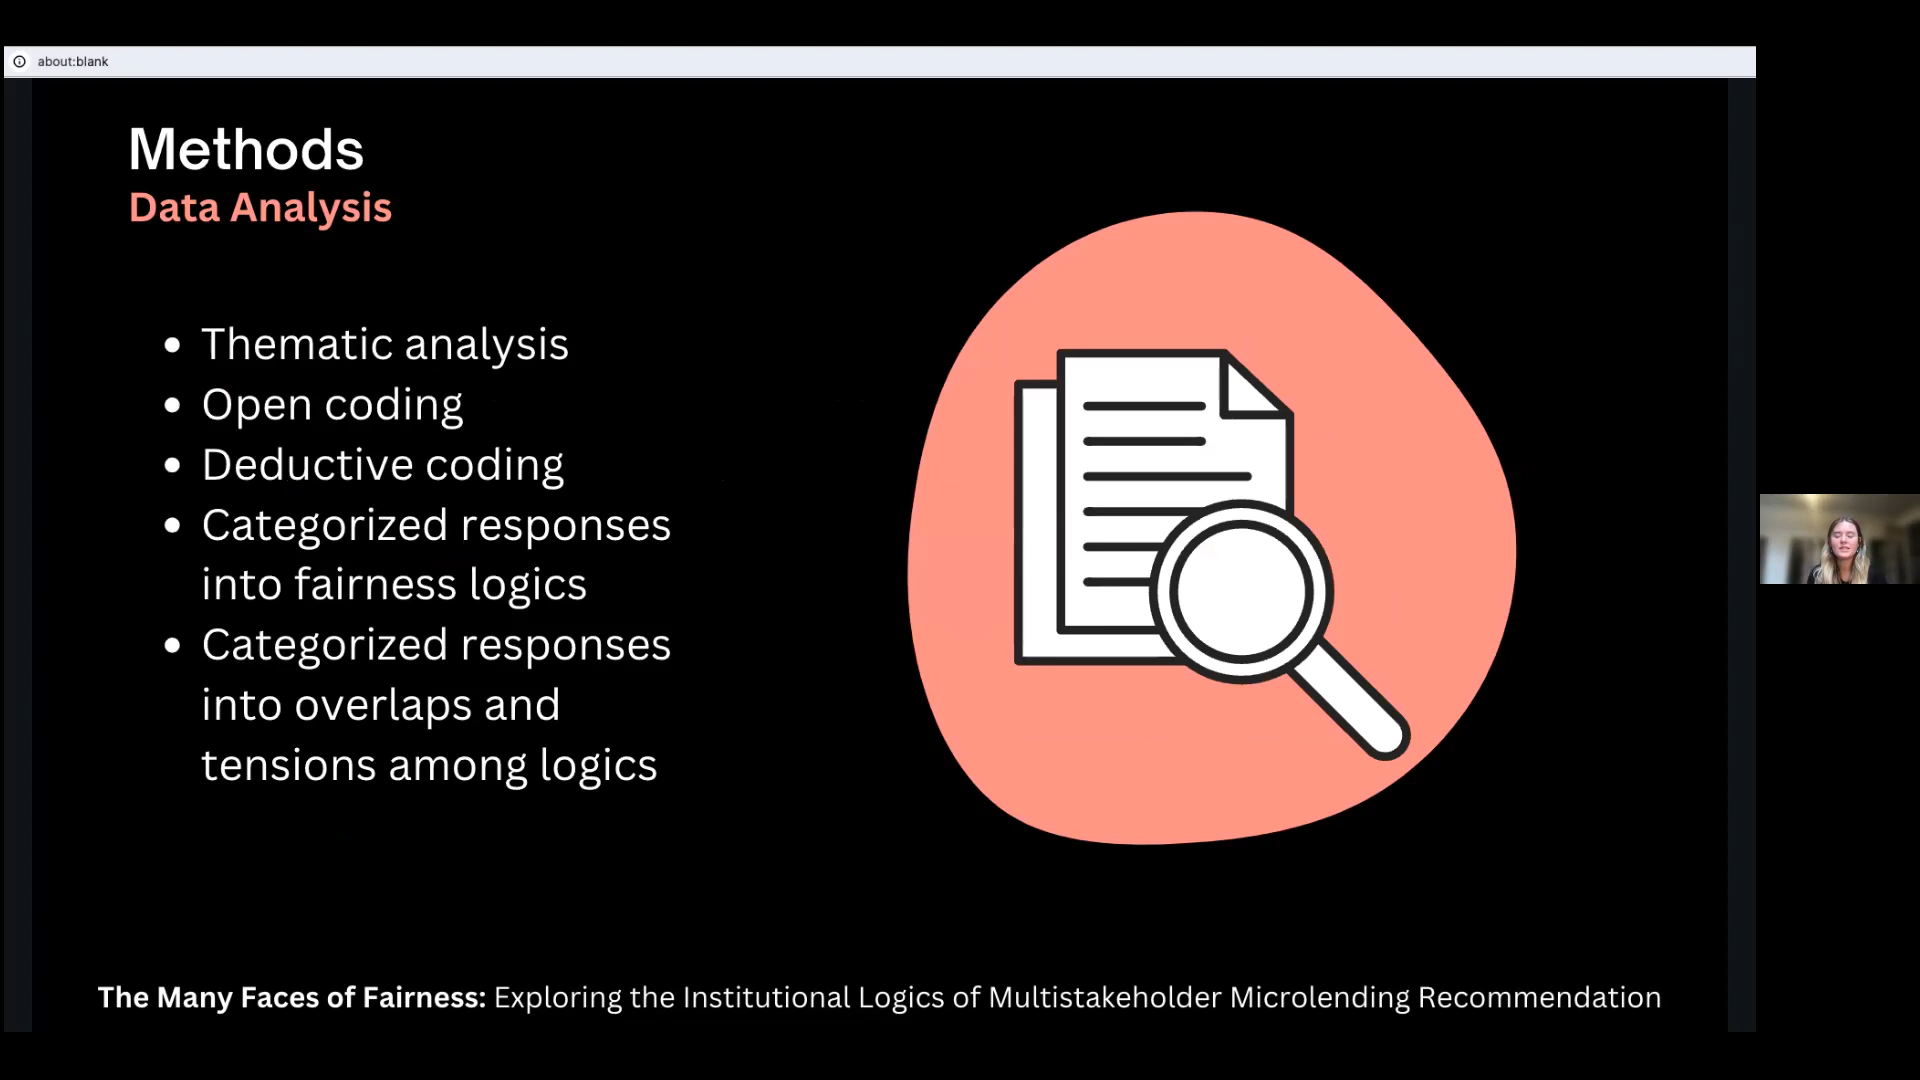 about:blank
Methods
Data Analysis
• Thematic analysis
• Open coding
• Deductive coding
• Categorized responses
into fairness logics
• Categorized responses
into overlaps and
tensions among logics
The Many Faces of Fairness: Exploring the Institutional Logics of Multistakeholder Microlending Recommendation